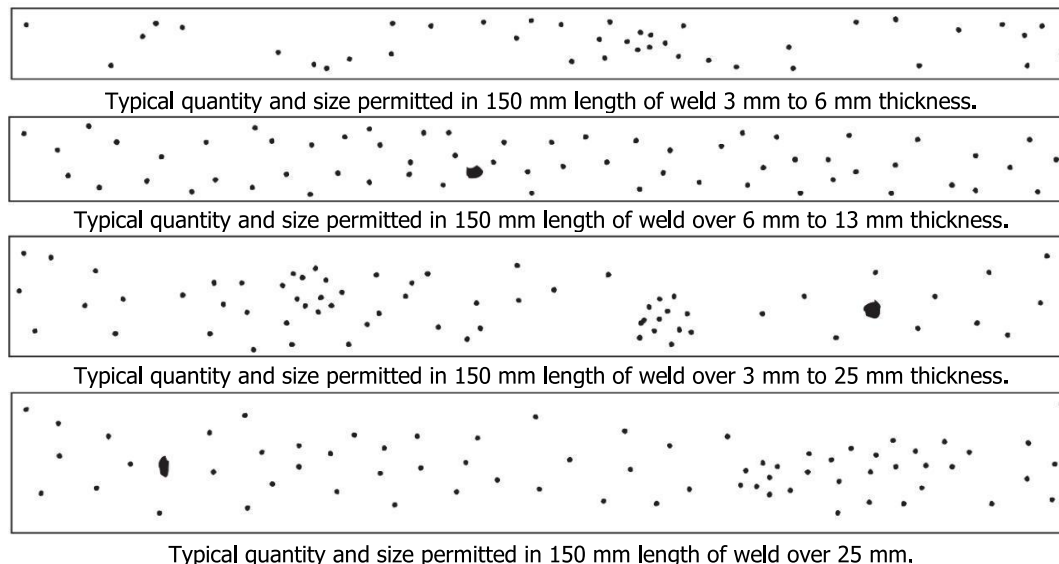 Typical quantity and size permitted in 150 mm length of weld 3 mm to 6 mm thickness.
Typical quantity and size permitted in 150 mm length of weld over 6 mm to 13 mm thickness.
Typical quantity and size permitted in 150 mm length of weld over 3 mm to 25 mm thickness.
Typical quantity and size permitted in 150 mm length of weld over 25 mm.